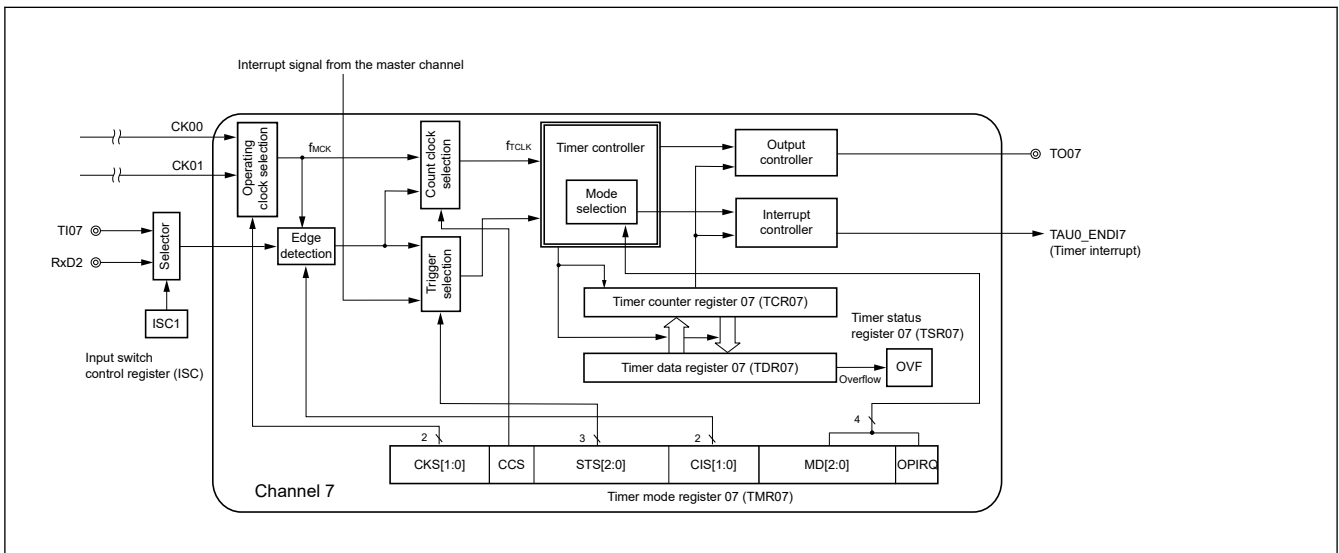 Interrupt signal from the master channel
CK00
CK01
Operating
clock selection
fMCK
Count clock
selection
fTCLK
Timer controller
Mode
selection
Output
controller
TO07
Interrupt
controller
TAU0_ENDI7
(Timer interrupt)
TI07
RxD2
Selector
Edge
detection
Trigger
selection
ISC1
Input switch
control register (ISC)
Timer counter register 07 (TCR07)
Timer status
register 07 (TSR07)
Timer data register 07 (TDR07)
Overflow
OVF
2
3
2
4
CKS[1:0]
CCS
STS[2:0]
CIS[1:0]
MD[2:0]
OPIRQ
Channel 7
Timer mode register 07 (TMR07)